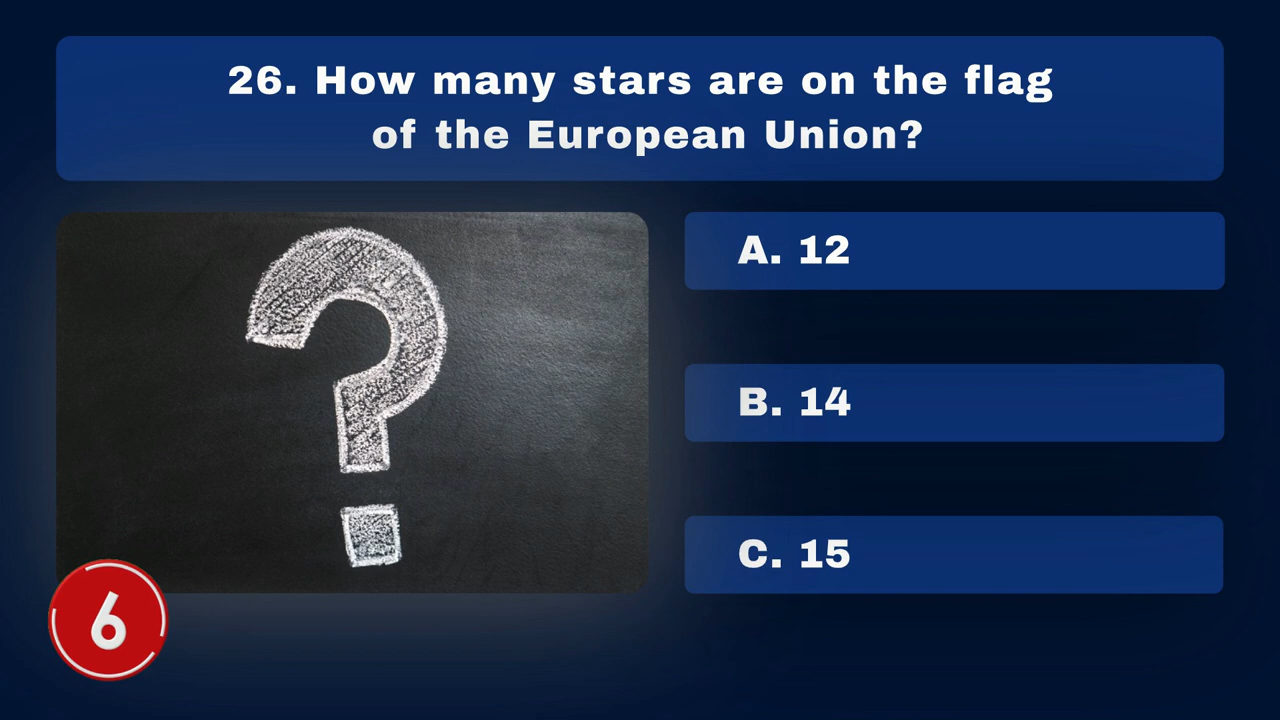 26. How many stars are on the flag
of the European Union?
A. 12
B. 14
C. 15
6